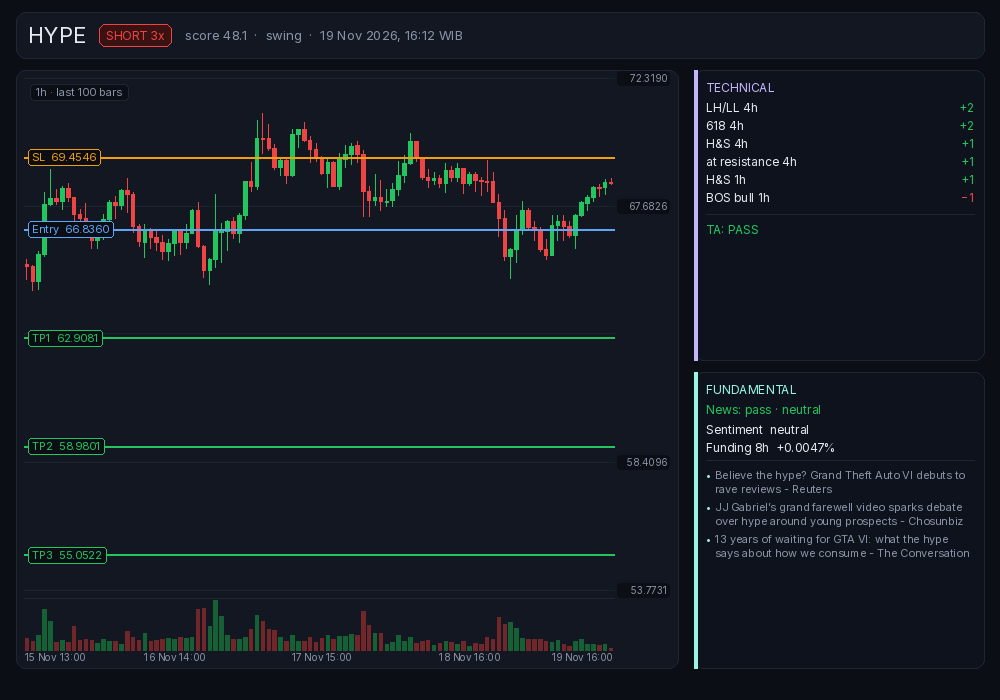 HYPE SHORT 3x score 48.1 · swing · 19 Nov 2026, 16:12 WIB
1h · last 100 bars
72.3190
SL 69.4546
67.6826
Entry 66.8360
TP1 62.9081
TP2 58.9801
58.4096
TP3 55.0522
53.7731
15 Nov 13:00 16 Nov 14:00 17 Nov 15:00 18 Nov 16:00 19 Nov 16:00
TECHNICAL
LH/LL 4h +2
618 4h +2
H&S 4h +1
at resistance 4h +1
H&S 1h +1
BOS bull 1h −1
TA: PASS
FUNDAMENTAL
News: pass · neutral
Sentiment neutral
Funding 8h +0.0047%
• Believe the hype? Grand Theft Auto VI debuts to
rave reviews - Reuters
• JJ Gabriel's grand farewell video sparks debate
over hype around young prospects - Chosunbiz
• 13 years of waiting for GTA VI: what the hype
says about how we consume - The Conversation